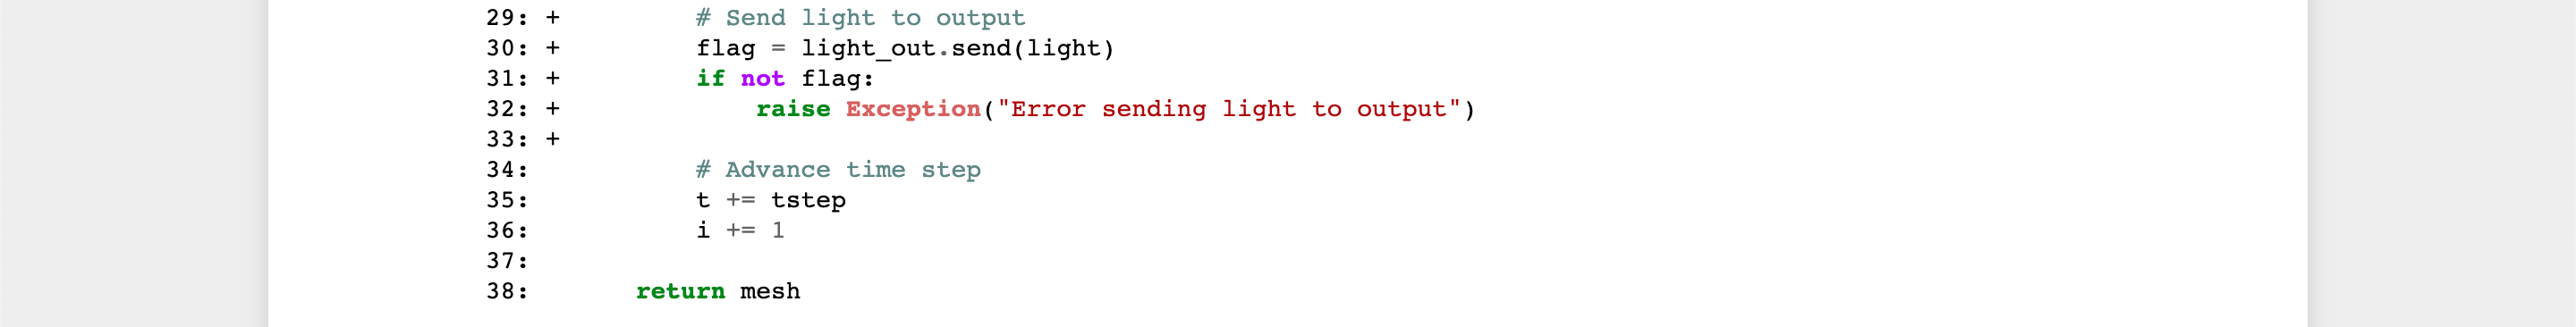 29: +         # Send light to output
30: +         flag = light_out.send(light)
31: +         if not flag:
32: +             raise Exception("Error sending light to output")
33: +
34:           # Advance time step
35:           t += tstep
36:           i += 1
37:
38:       return mesh